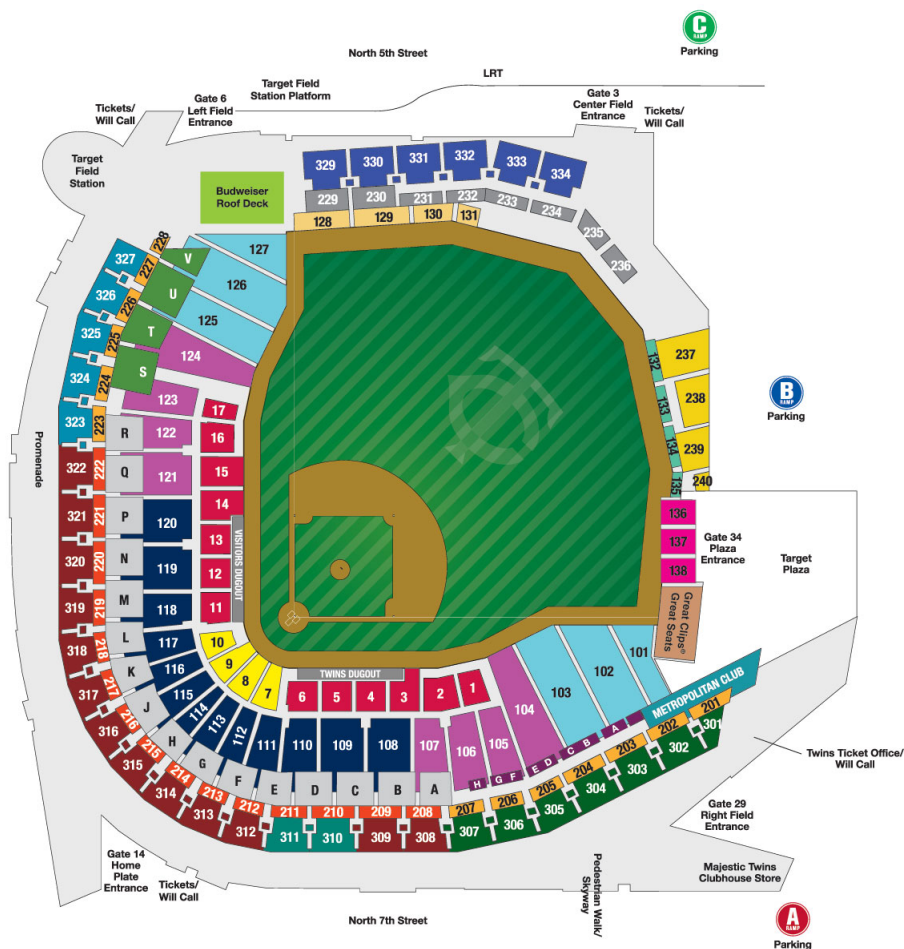 C
RAMP
Parking
North 5th Street
LRT
Target Field
Station Platform
Gate 6
Left Field
Entrance
Gate 3
Center Field
Entrance
Tickets/
Will Call
Tickets/
Will Call
Target
Field
Station
Budweiser
Roof Deck
329
330
331
332
333
334
229
230
231
232
233
234
235
236
128
129
130
131
228
227
226
225
224
223
327
326
325
324
323
V
U
T
S
127
126
125
124
123
122
121
R
Q
P
N
M
L
K
J
H
G
F
E
D
C
B
A
17
16
15
14
13
12
11
10
9
8
7
6
5
4
3
2
1
VISITORS DUGOUT
TWINS DUGOUT
120
119
118
117
116
115
114
113
112
111
110
109
108
107
106
105
104
103
102
101
132
133
134
135
237
238
239
240
B
RAMP
Parking
136
137
138
Gate 34
Plaza
Entrance
Target
Plaza
Great Clips®
Great Seats
METROPOLITAN CLUB
Promenade
322
321
320
319
318
317
316
315
314
313
312
311
310
309
308
307
306
305
304
303
302
301
222
221
220
219
218
217
216
215
214
213
212
211
210
209
208
207
206
205
204
203
202
201
H
G
F
E
D
C
B
A
Twins Ticket Office/
Will Call
Gate 29
Right Field
Entrance
Majestic Twins
Clubhouse Store
Pedestrian Walk/
Skyway
Gate 14
Home
Plate
Entrance
Tickets/
Will Call
North 7th Street
A
RAMP
Parking